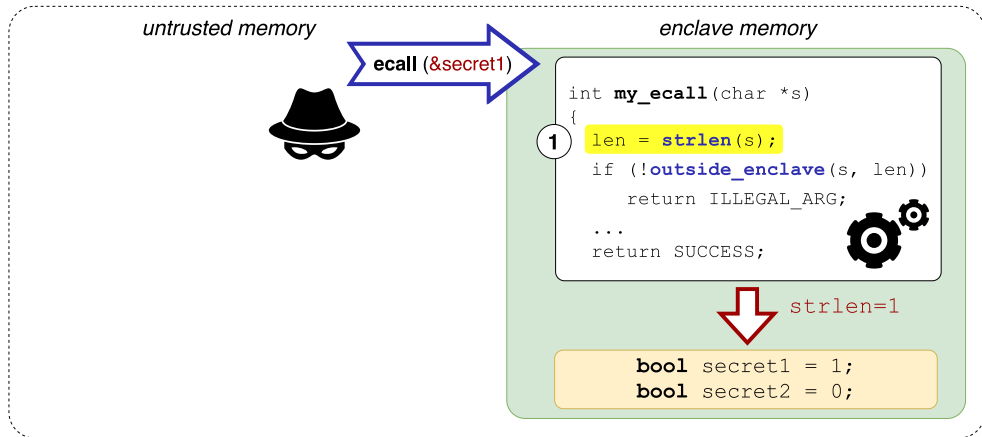 untrusted memory
enclave memory
ecall (&secret1)
int my_ecall(char *s)
{
1
len = strlen(s);
if (!outside_enclave(s, len))
return ILLEGAL_ARG;
...
return SUCCESS;
strlen=1
bool secret1 = 1;
bool secret2 = 0;